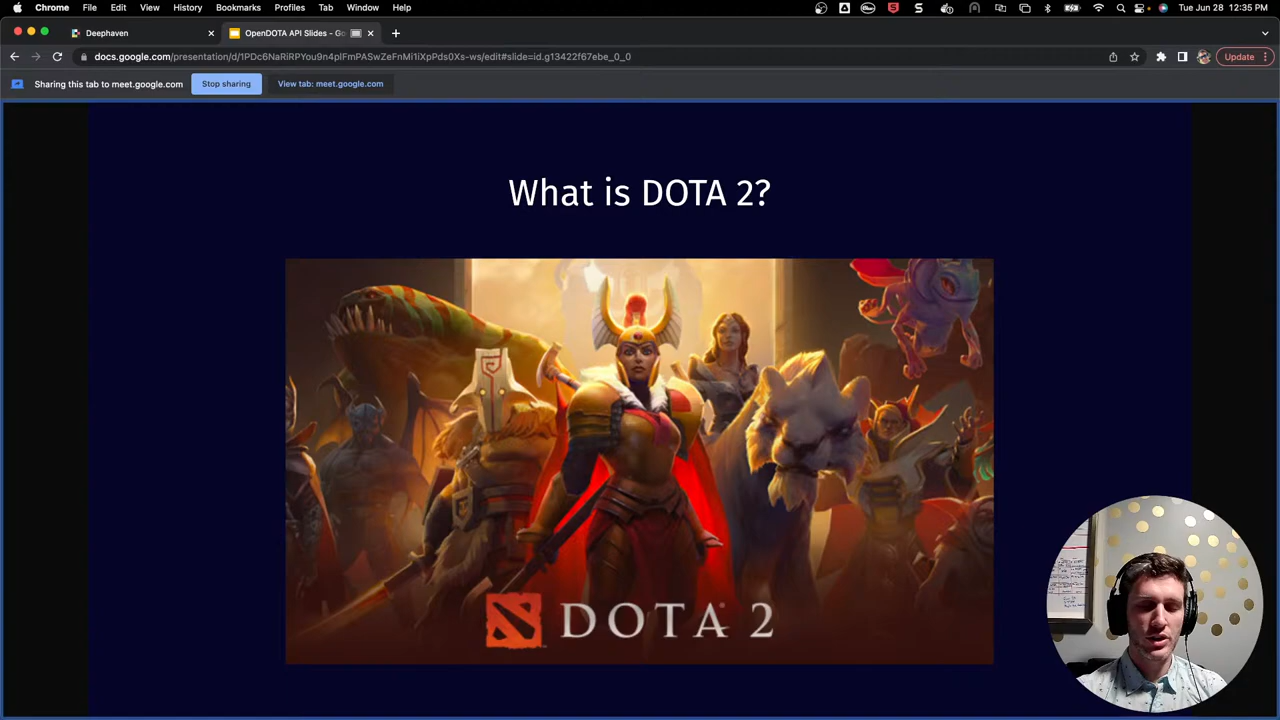 Chrome File Edit View History Bookmarks Profiles Tab Window Help Tue Jun 28 12:35 PM
Deephaven OpenDOTA API Slides - Go
docs.google.com/presentation/d/1PDc6NaRiRPYou9n4plFmPASwZeFnMi1iXpPds0Xs-ws/edit#slide=id.g13422f67ebe_0_0 Update
Sharing this tab to meet.google.com Stop sharing View tab: meet.google.com
What is DOTA 2?
DOTA 2